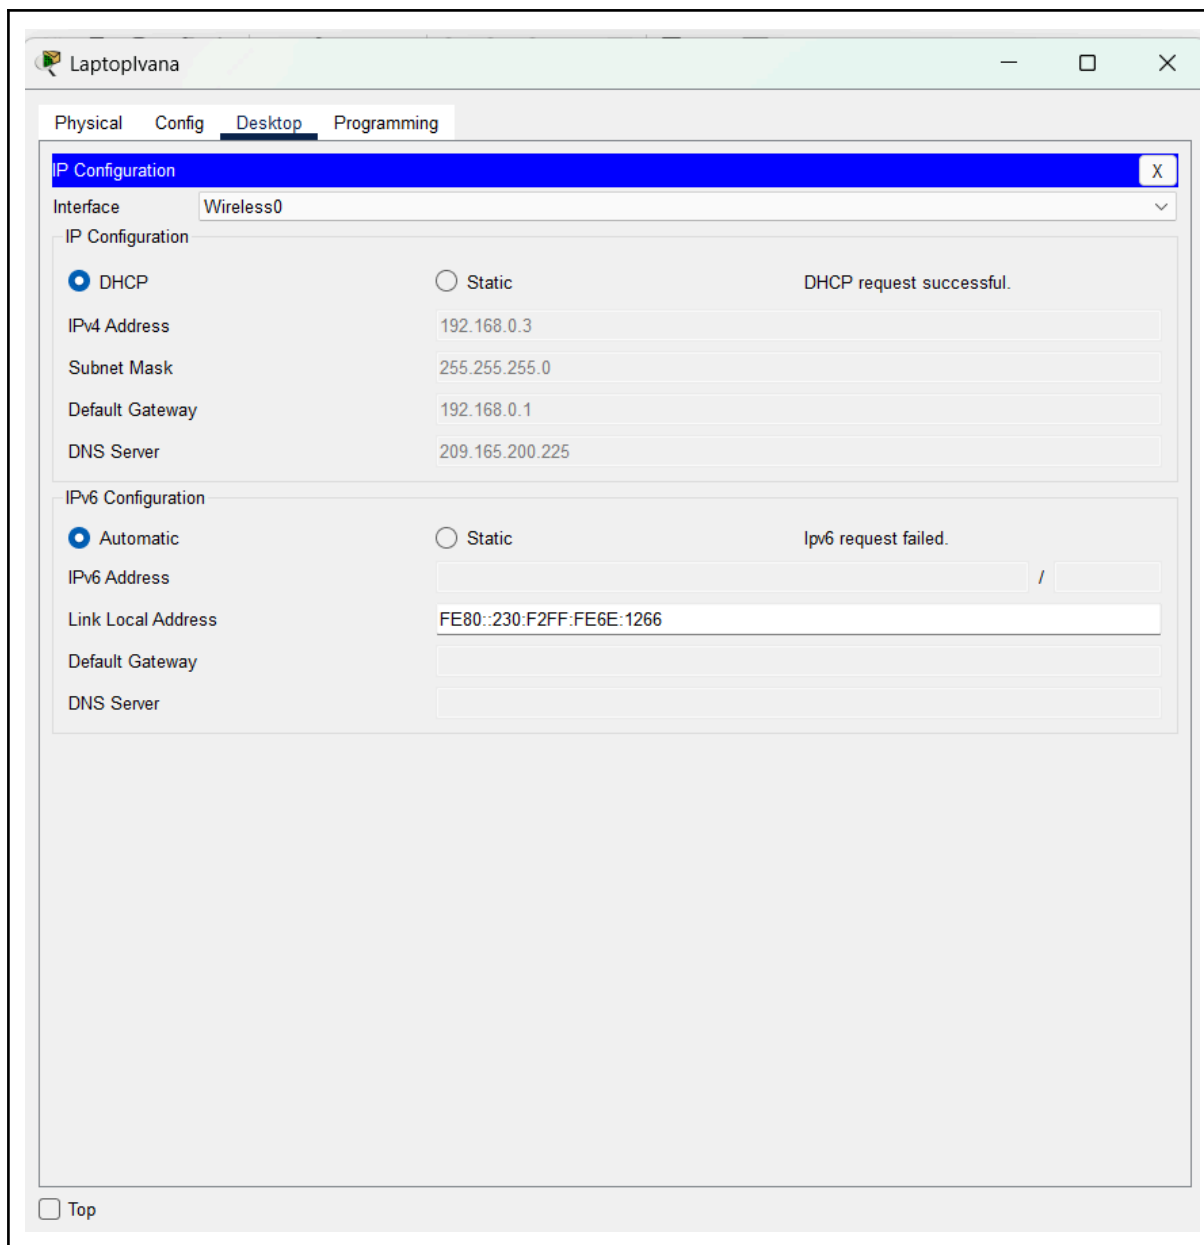 LaptopIvana
Physical Config Desktop Programming
IP Configuration X
Interface Wireless0
IP Configuration
DHCP Static DHCP request successful.
IPv4 Address 192.168.0.3
Subnet Mask 255.255.255.0
Default Gateway 192.168.0.1
DNS Server 209.165.200.225
IPv6 Configuration
Automatic Static Ipv6 request failed.
IPv6 Address /
Link Local Address FE80::230:F2FF:FE6E:1266
Default Gateway
DNS Server
Top